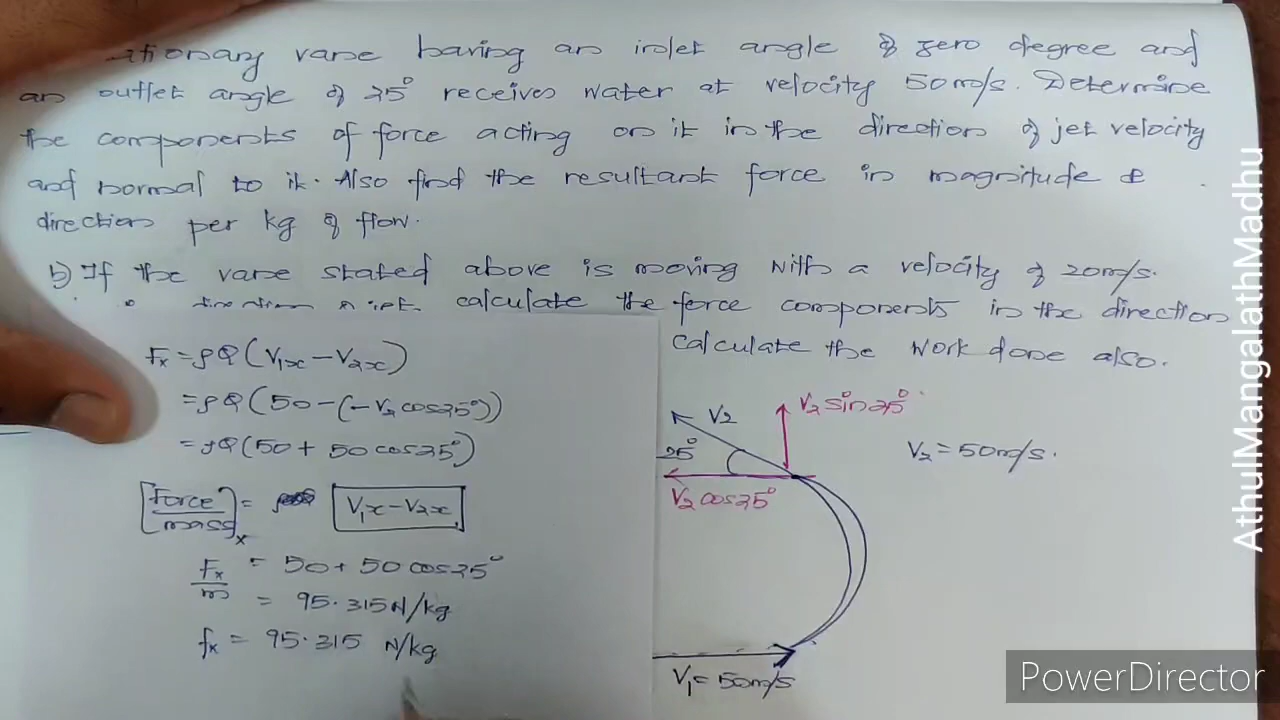 tionary vane having an inlet angle of zero degree and
an outlet angle of 25° receives water at velocity 50m/s. Determine
the components of force acting on it in the direction of jet velocity
and normal to it. Also find the resultant force in magnitude &
direction per kg of flow.
b) If the vane stated above is moving with a velocity of 20m/s.
calculate the force components in the direction
calculate the work done also.
Fx = ρQ(V1x - V2x)
= ρQ(50 - (-V2 cos25°))
= ρQ(50 + 50 cos25°)
[Force/mass]x = V1x - V2x
Fx/m = 50 + 50 cos25°
= 95.315 N/kg
fx = 95.315 N/kg
V2
V2 sin25°
25°
V2 cos25°
V2 = 50m/s.
V1 = 50m/s
AthulMangalathMadhu
PowerDirector